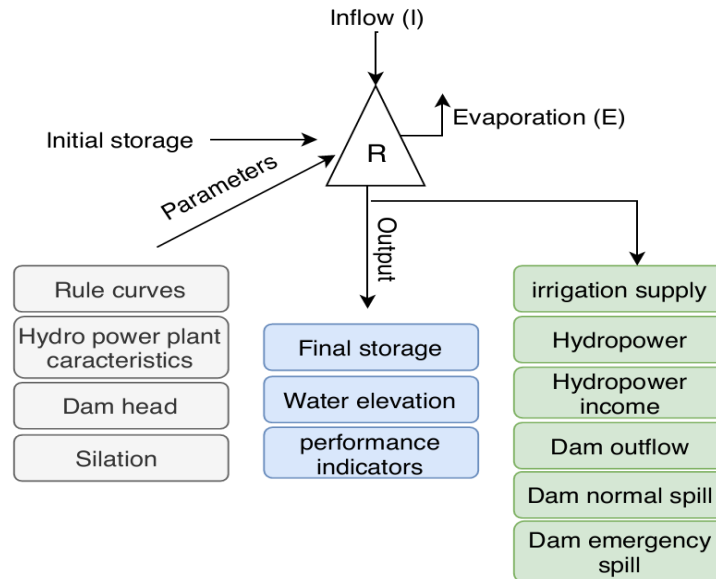 Inflow (I)
Evaporation (E)
Initial storage
R
Parameters
Output
Rule curves
Hydro power plant
caracteristics
Dam head
Silation
Final storage
Water elevation
performance
indicators
irrigation supply
Hydropower
Hydropower
income
Dam outflow
Dam normal spill
Dam emergency
spill